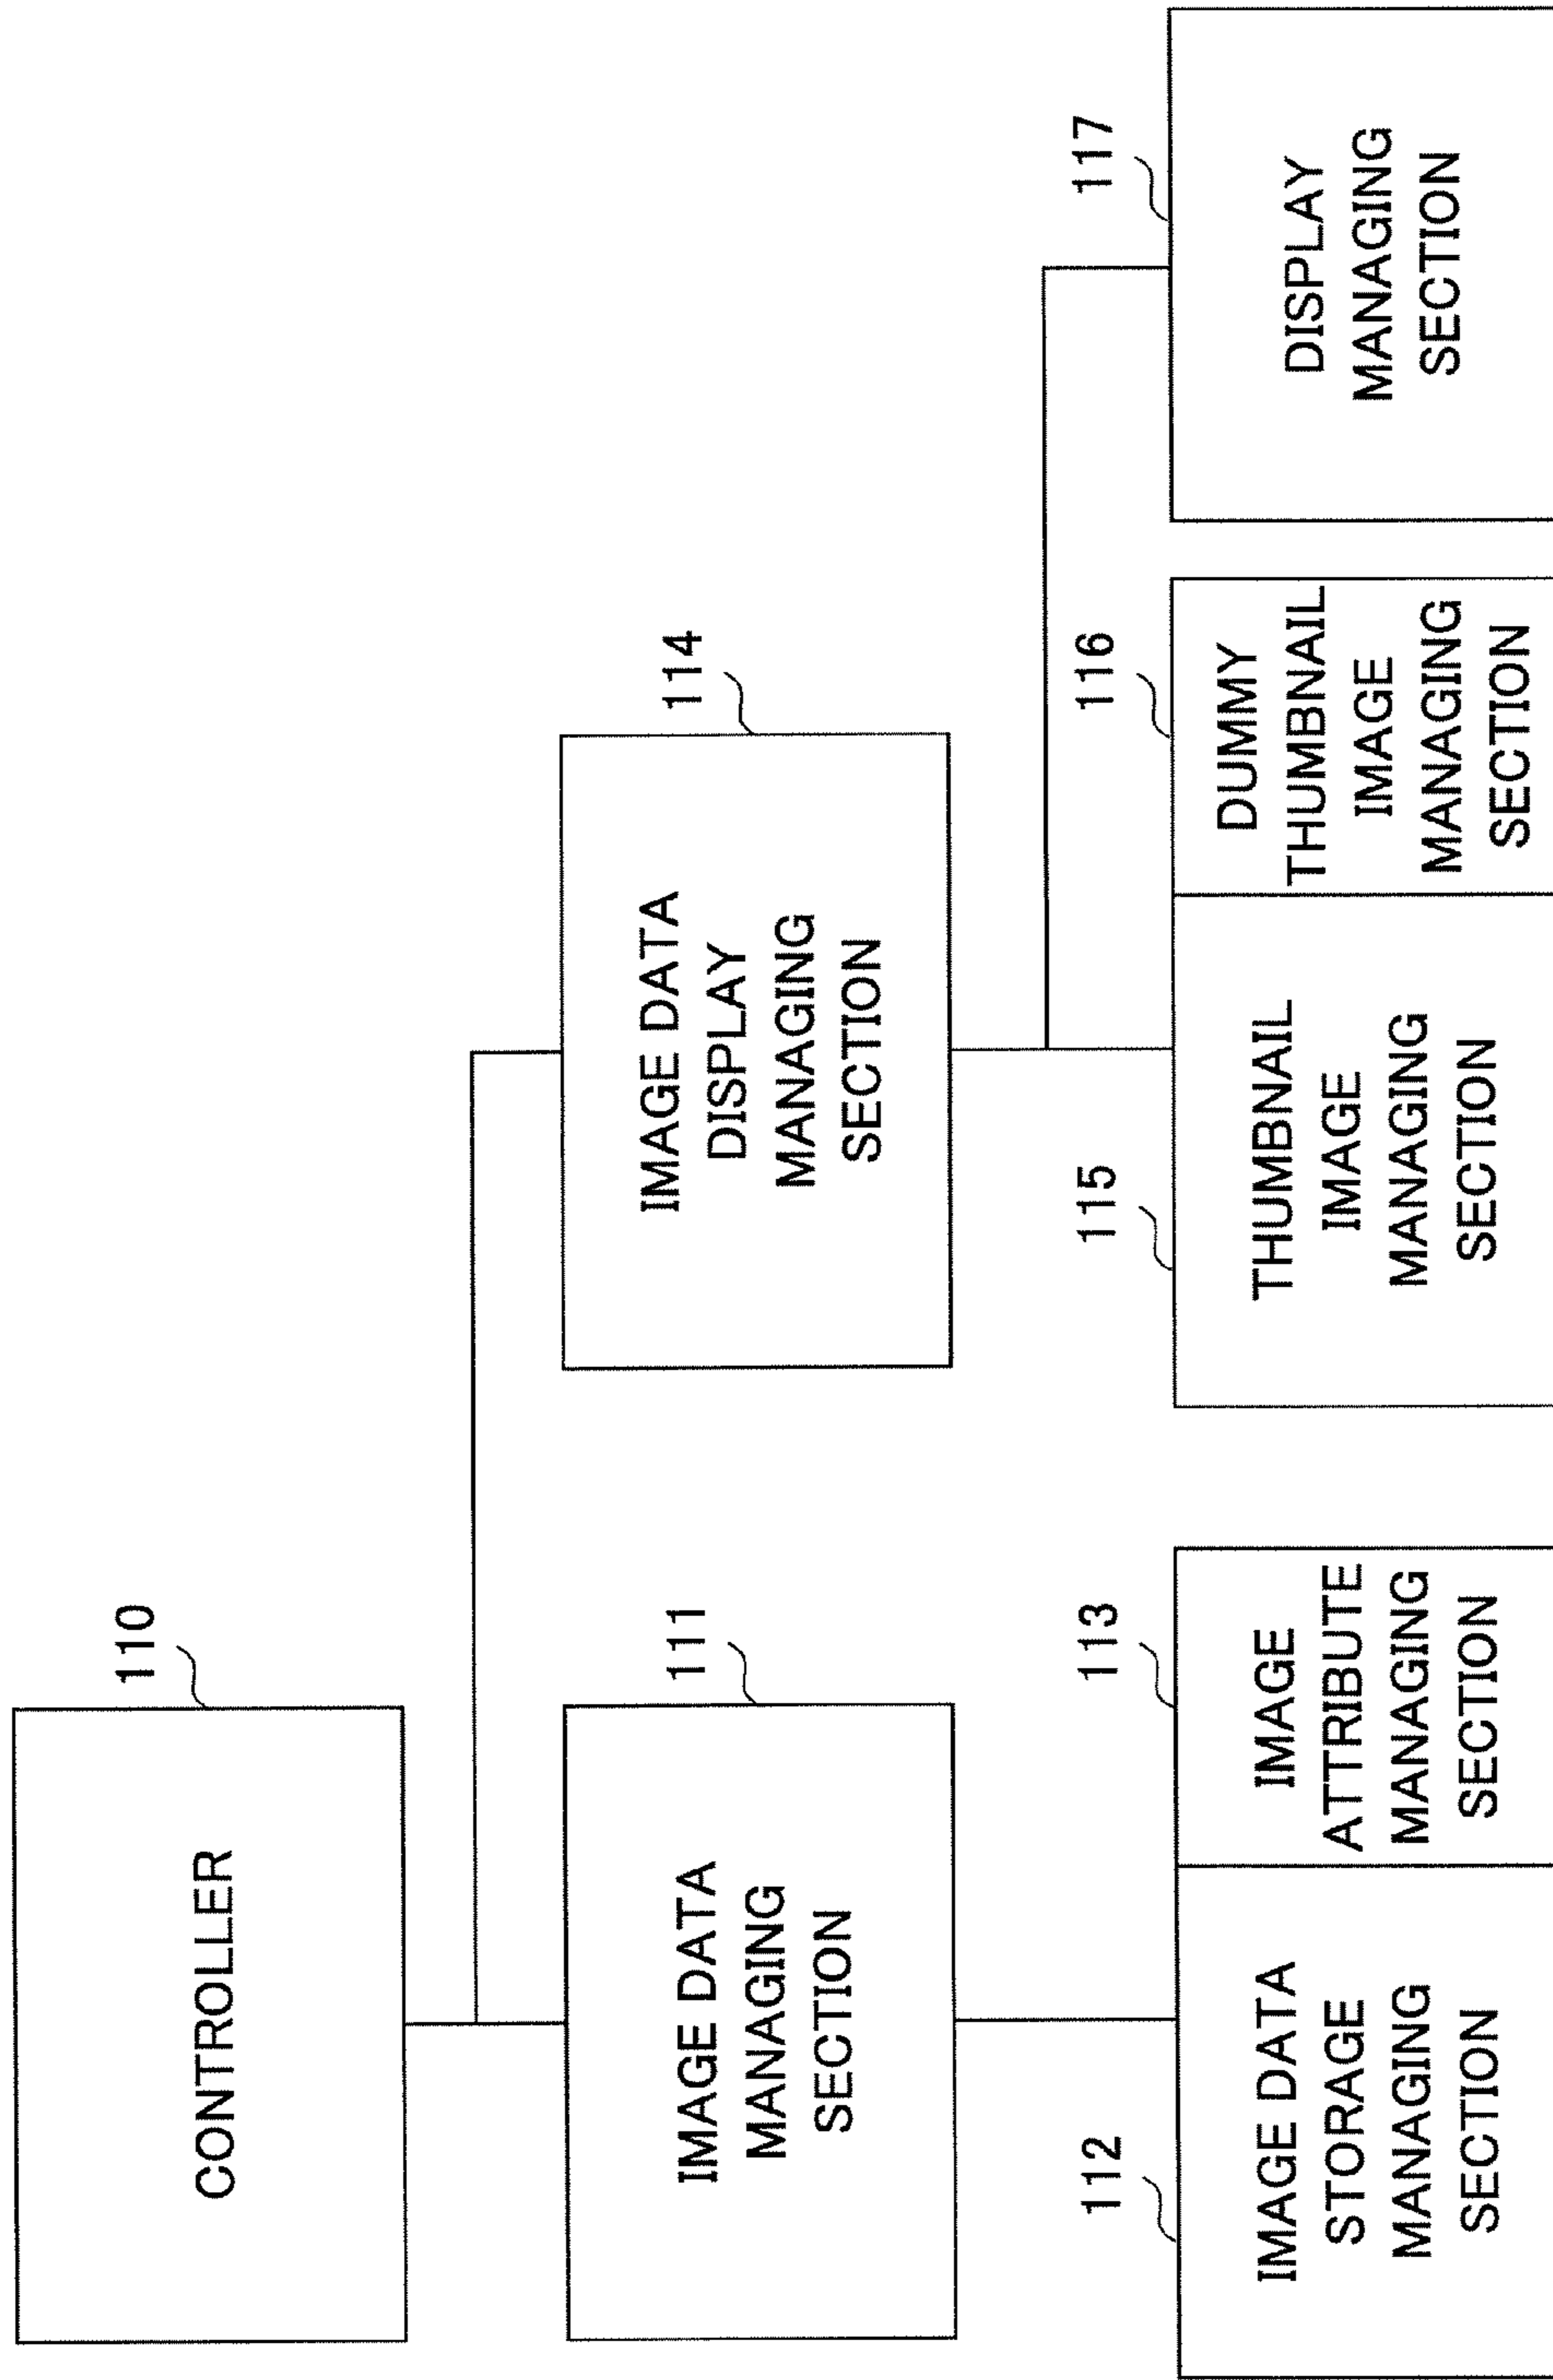 110
CONTROLLER
111
IMAGE DATA
MANAGING
SECTION
114
IMAGE DATA
DISPLAY
MANAGING
SECTION
112
IMAGE DATA
STORAGE
MANAGING
SECTION
113
IMAGE
ATTRIBUTE
MANAGING
SECTION
115
THUMBNAIL
IMAGE
MANAGING
SECTION
116
DUMMY
THUMBNAIL
IMAGE
MANAGING
SECTION
117
DISPLAY
MANAGING
SECTION